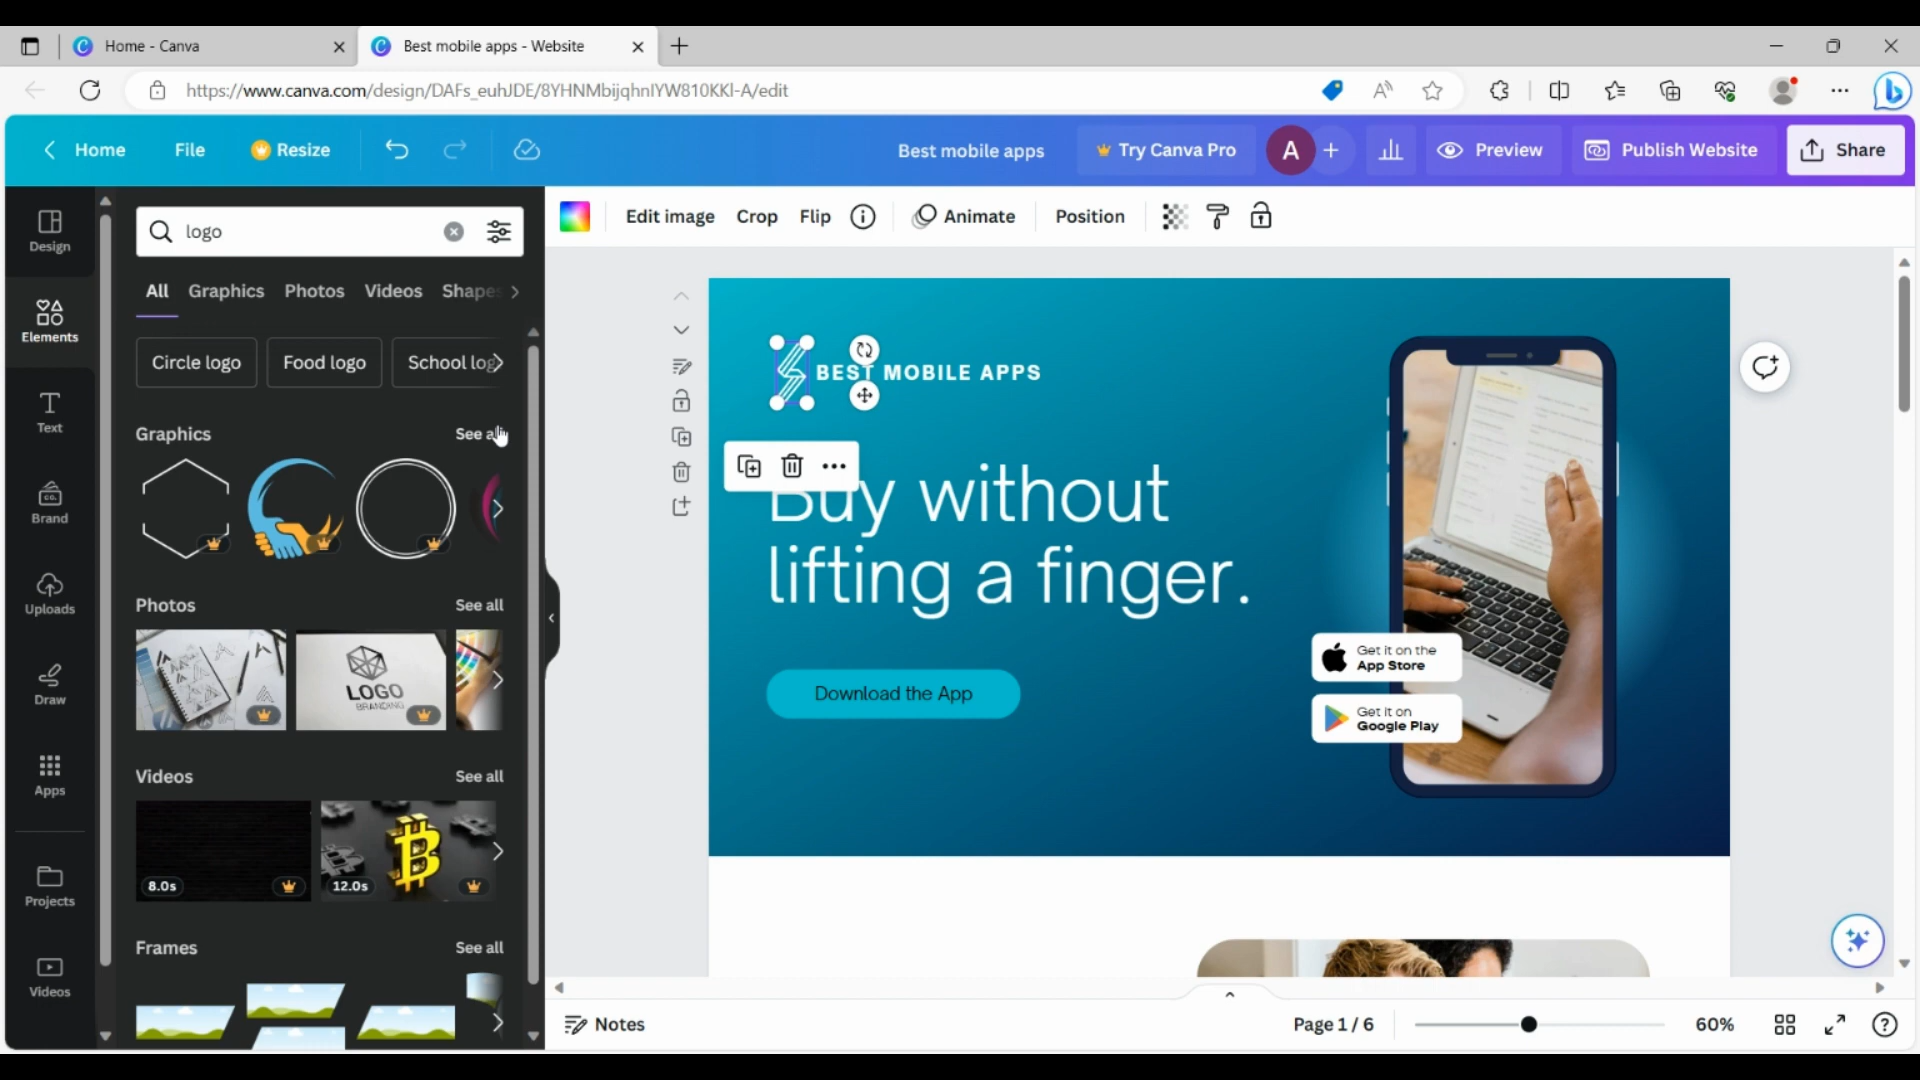 Home - Canva
Best mobile apps - Website
https://www.canva.com/design/DAFs_euhJDE/8YHNMbijqhnIYW810KKl-A/edit
Home
File
Resize
Best mobile apps
Try Canva Pro
A
Preview
Publish Website
Share
Design
Elements
Text
Brand
Uploads
Draw
Apps
Projects
Videos
logo
All
Graphics
Photos
Videos
Shapes
Circle logo
Food logo
School log
Graphics
See all
Photos
See all
LOGO
BRANDING
Videos
See all
8.0s
12.0s
Frames
See all
Edit image
Crop
Flip
Animate
Position
BEST MOBILE APPS
Buy without
lifting a finger.
Download the App
Get it on the
App Store
Get it on
Google Play
Notes
Page 1 / 6
60%